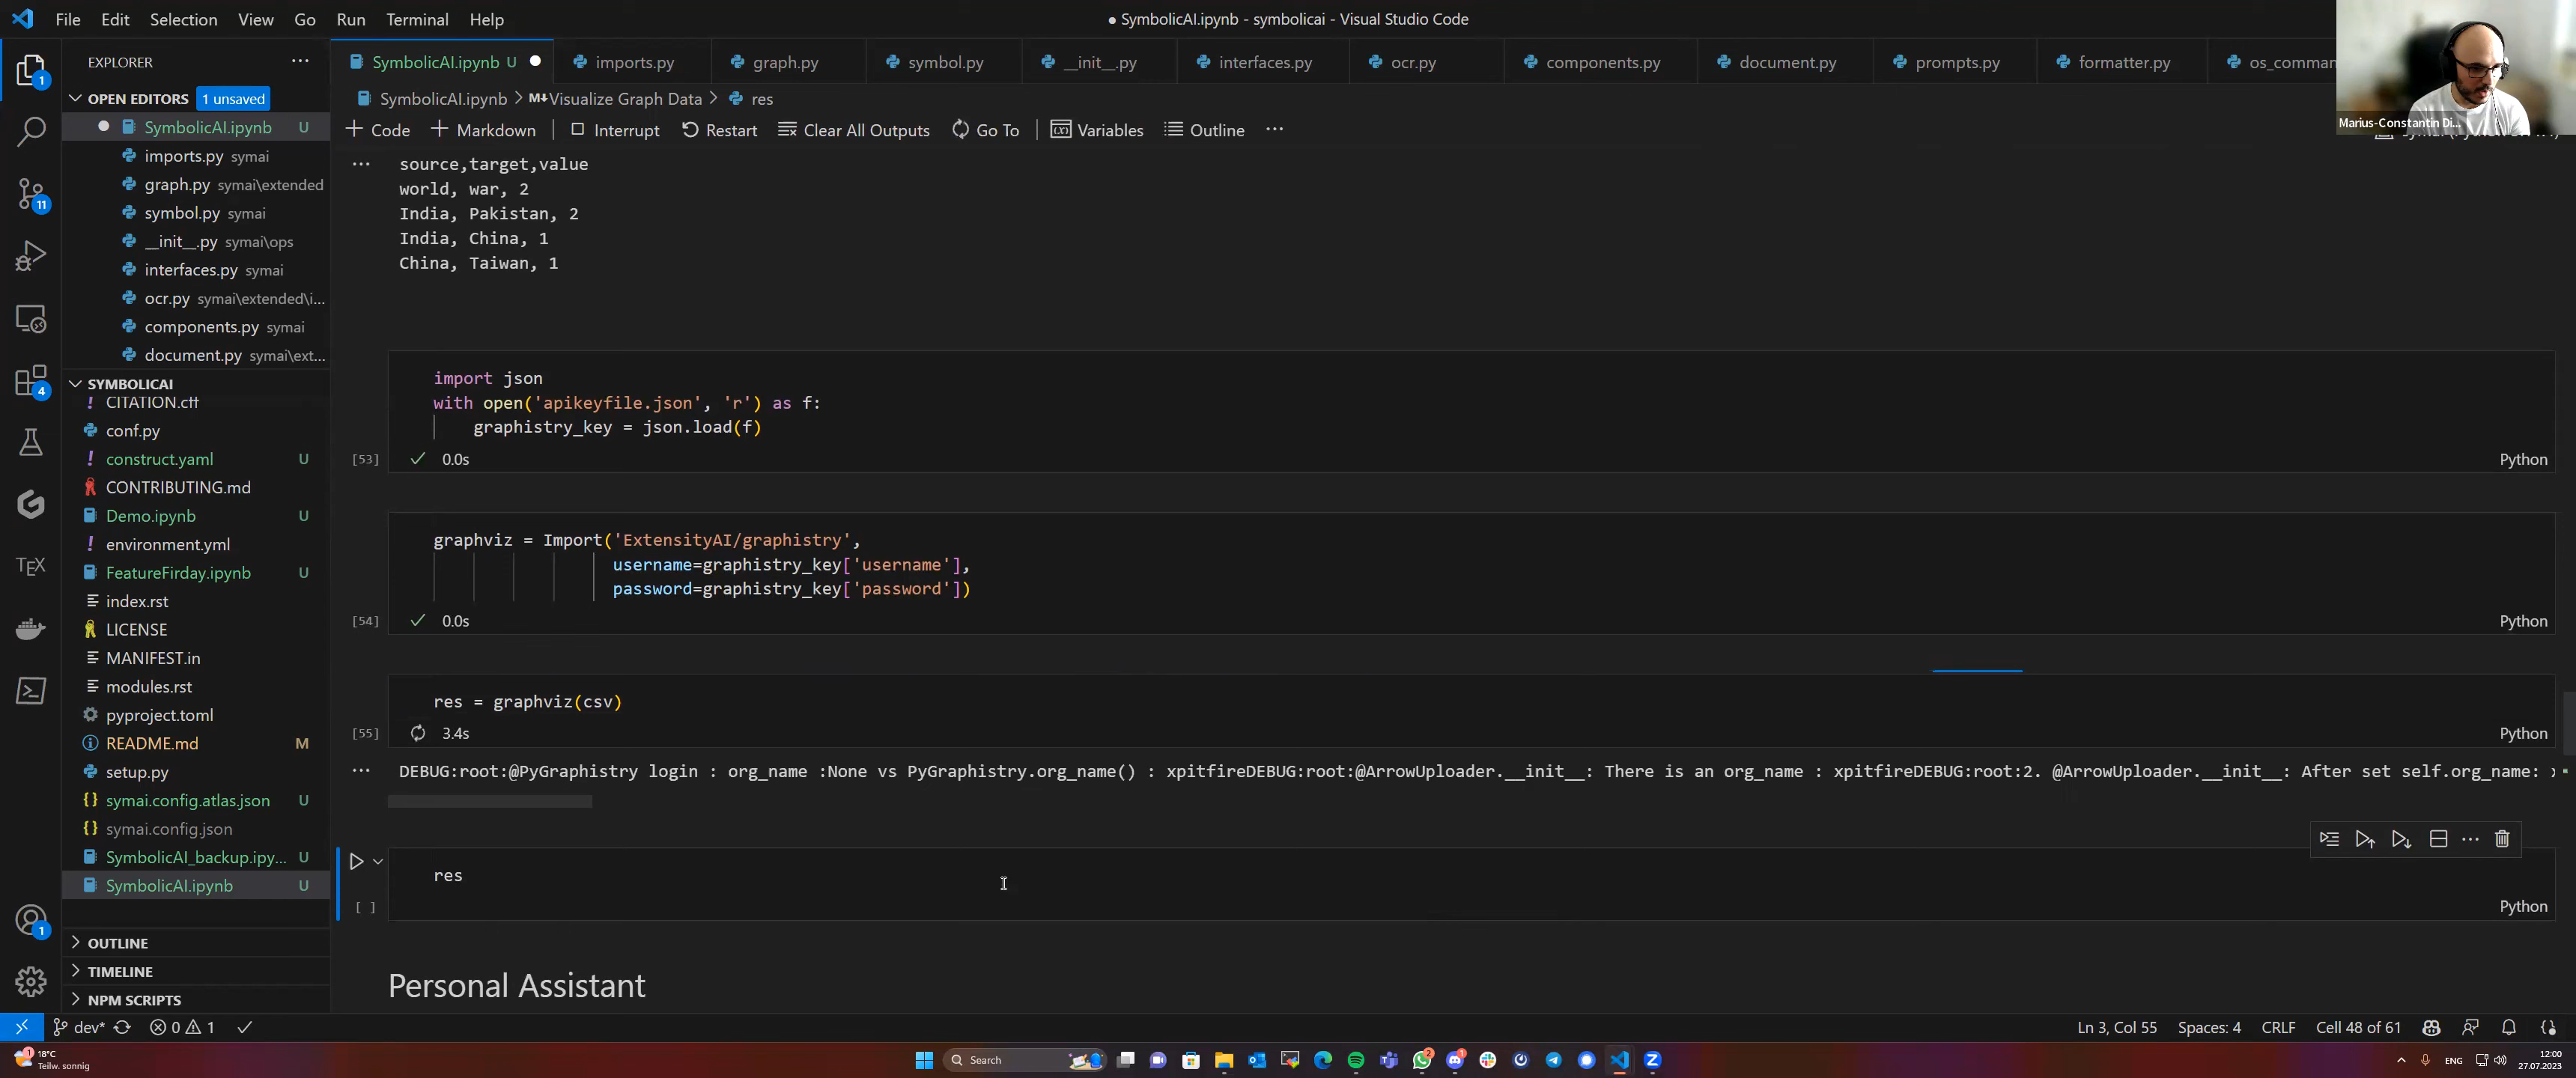 File Edit Selection View Go Run Terminal Help
● SymbolicAI.ipynb - symbolicai - Visual Studio Code
EXPLORER
SymbolicAI.ipynb U
imports.py
graph.py
symbol.py
__init__.py
interfaces.py
ocr.py
components.py
document.py
prompts.py
formatter.py
os_comman
Marius-Constantin Di...
OPEN EDITORS 1 unsaved
SymbolicAI.ipynb U
imports.py symai
graph.py symai\extended
symbol.py symai
__init__.py symai\ops
interfaces.py symai
ocr.py symai\extended\i...
components.py symai
document.py symai\ext...
SYMBOLICAI
CITATION.cff
conf.py
construct.yaml U
CONTRIBUTING.md
Demo.ipynb U
environment.yml
FeatureFirday.ipynb U
index.rst
LICENSE
MANIFEST.in
modules.rst
pyproject.toml
README.md M
setup.py
symai.config.atlas.json U
symai.config.json
SymbolicAI_backup.ipy... U
SymbolicAI.ipynb U
OUTLINE
TIMELINE
NPM SCRIPTS
1
11
4
TEX
1
SymbolicAI.ipynb > M↓Visualize Graph Data > res
+ Code + Markdown Interrupt Restart Clear All Outputs Go To Variables Outline ...
source,target,value
world, war, 2
India, Pakistan, 2
India, China, 1
China, Taiwan, 1
import json
with open('apikeyfile.json', 'r') as f:
graphistry_key = json.load(f)
[53] 0.0s Python
graphviz = Import('ExtensityAI/graphistry',
username=graphistry_key['username'],
password=graphistry_key['password'])
[54] 0.0s Python
res = graphviz(csv)
[55] 3.4s Python
DEBUG:root:@PyGraphistry login : org_name :None vs PyGraphistry.org_name() : xpitfireDEBUG:root:@ArrowUploader.__init__: There is an org_name : xpitfireDEBUG:root:2. @ArrowUploader.__init__: After set self.org_name: x
res
[ ] Python
Personal Assistant
dev* 0 1
Ln 3, Col 55 Spaces: 4 CRLF Cell 48 of 61
18°C
Teilw. sonnig
Search
ENG
12:00
27.07.2023